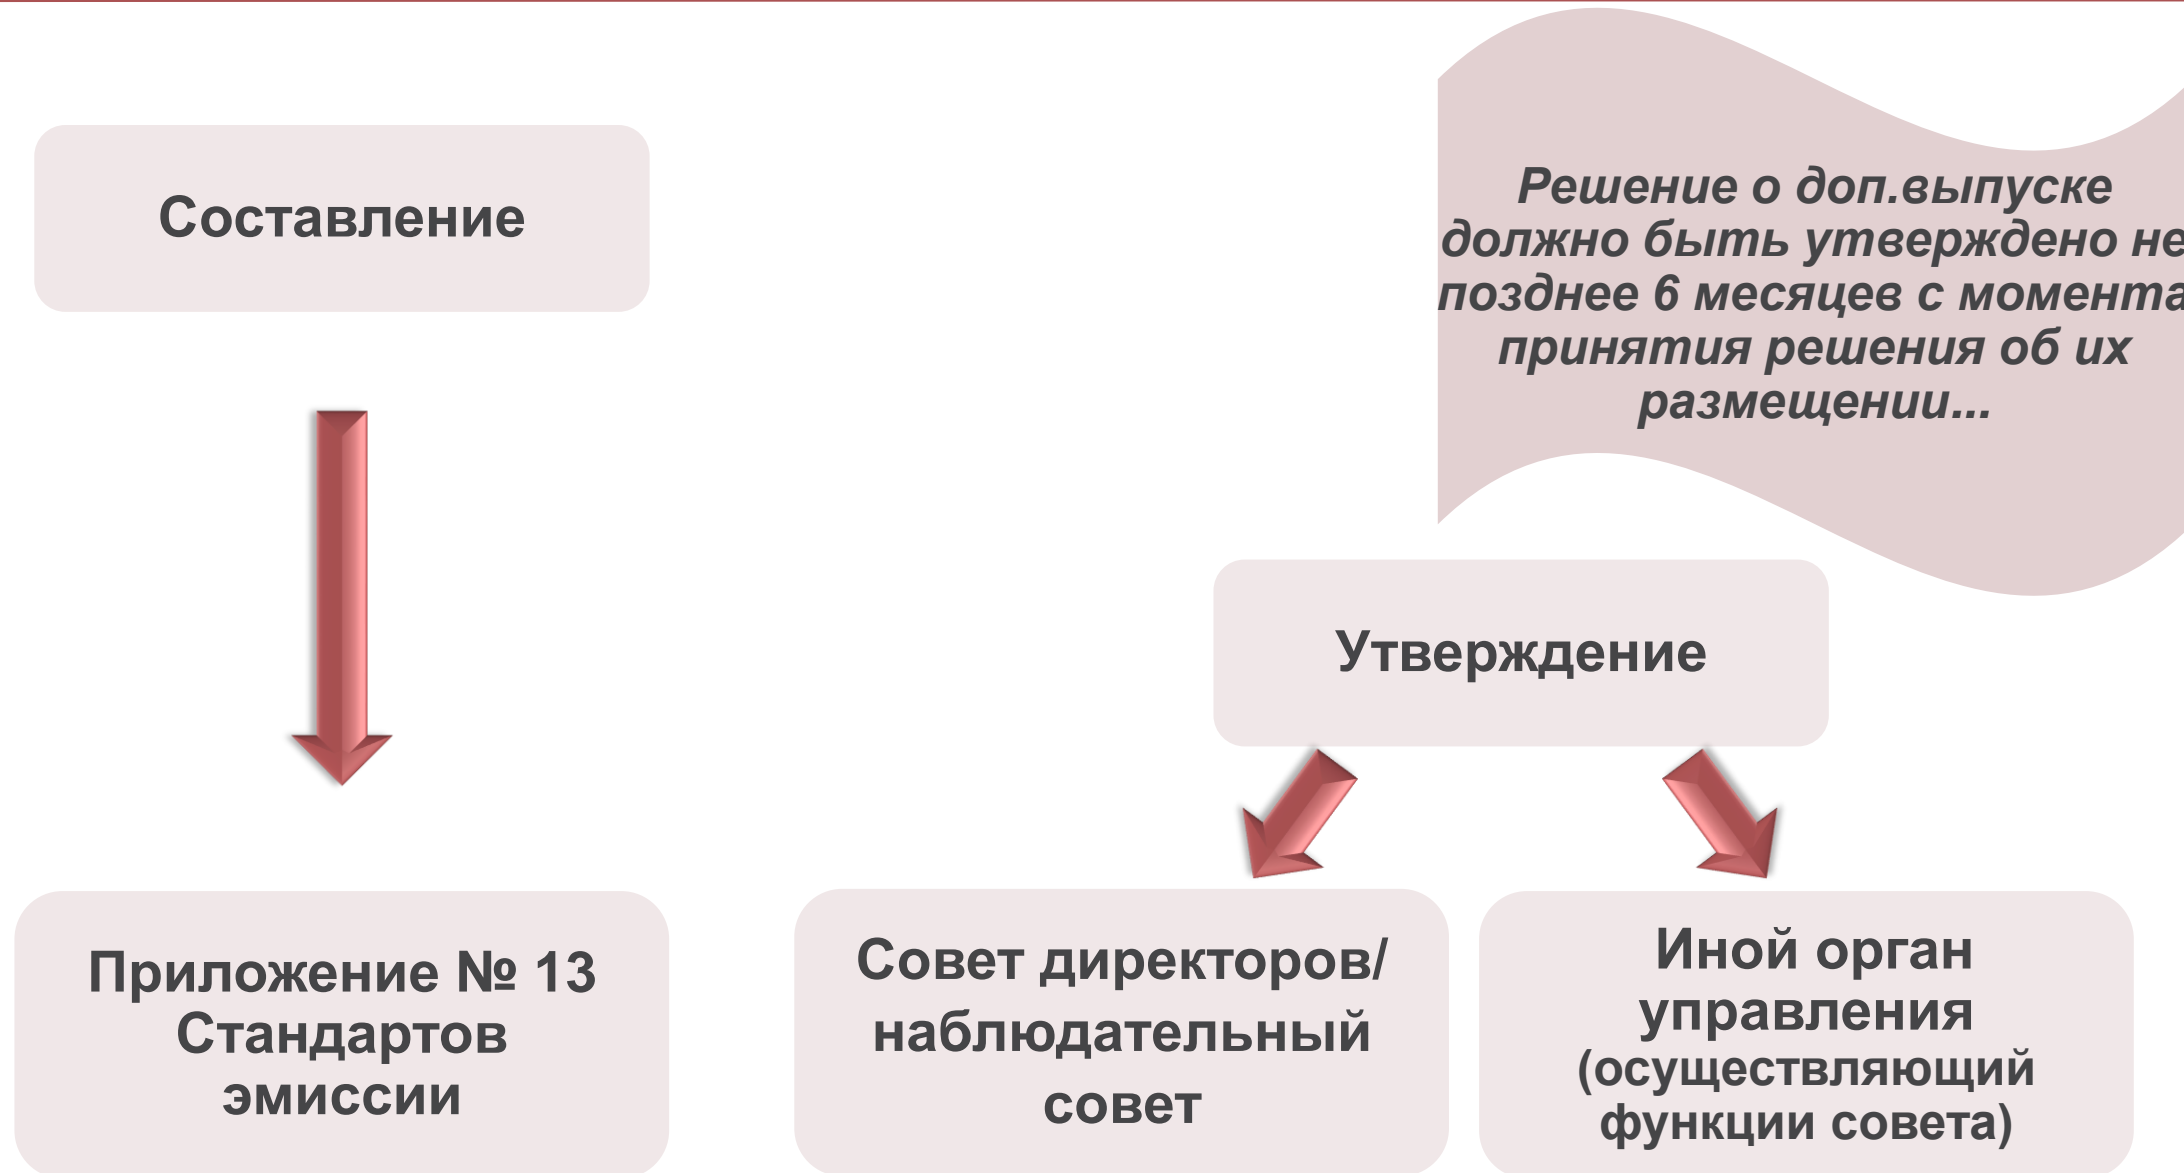 Составление
Решение о доп.выпуске
должно быть утверждено не
позднее 6 месяцев с момента
принятия решения об их
размещении...
Утверждение
Приложение № 13
Стандартов
эмиссии
Совет директоров/
наблюдательный
совет
Иной орган
управления
(осуществляющий
функции совета)